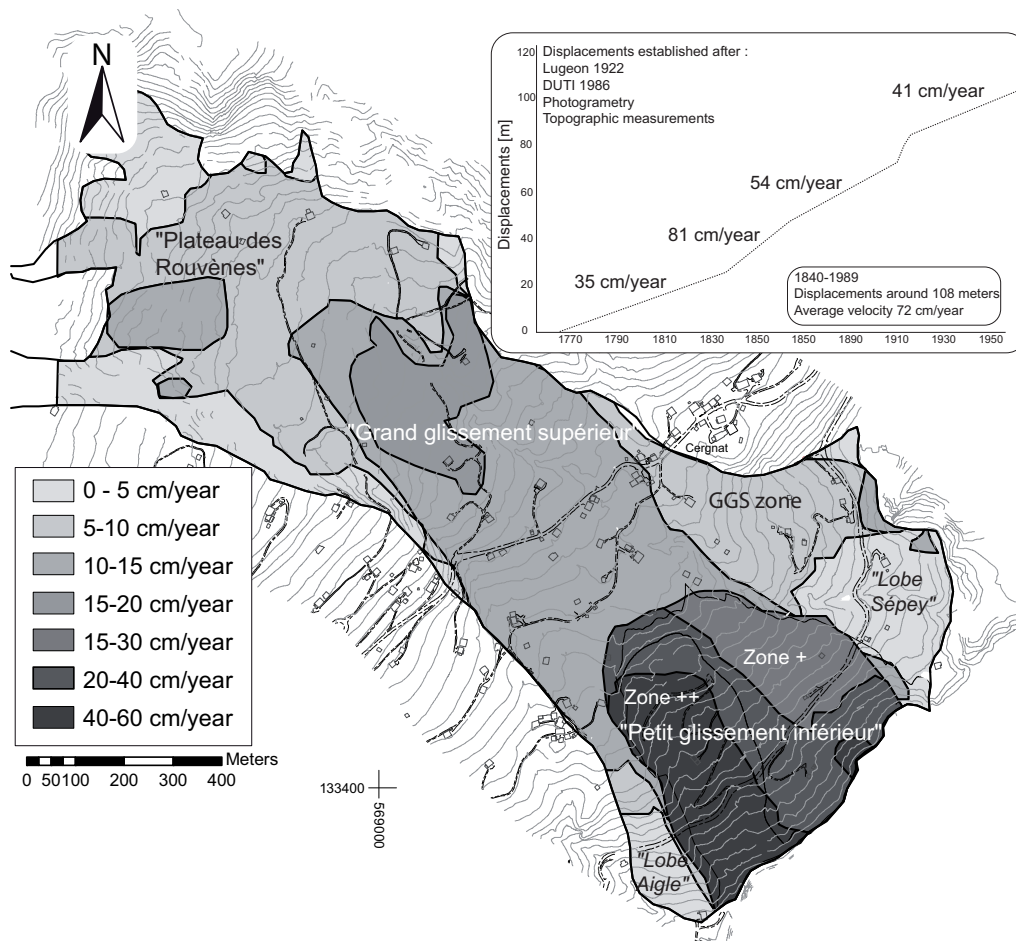 N
Displacements established after :
Lugeon 1922
DUTI 1986
Photogrametry
Topographic measurements
Displacements [m]
120
100
80
60
40
20
0
41 cm/year
54 cm/year
81 cm/year
35 cm/year
1840-1989
Displacements around 108 meters
Average velocity 72 cm/year
1770 1790 1810 1830 1850 1870 1890 1910 1930 1950
"Plateau des
Rouvènes"
"Grand glissement supérieur"
Cergnat
GGS zone
"Lobe
Sépey"
Zone +
Zone ++
"Petit glissement inférieur"
"Lobe
Aigle"
0 - 5 cm/year
5-10 cm/year
10-15 cm/year
15-20 cm/year
15-30 cm/year
20-40 cm/year
40-60 cm/year
Meters
0 50 100 200 300 400
133400
569000